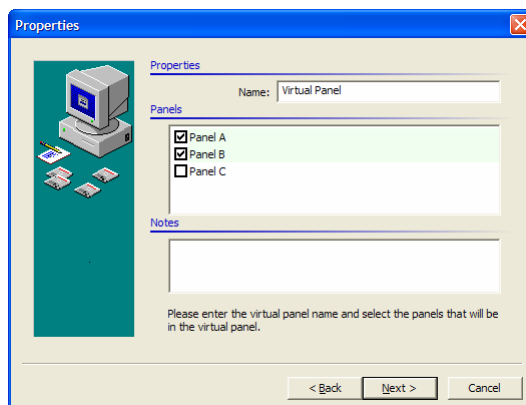 Properties
Properties
Name: Virtual Panel
Panels
Panel A
Panel B
Panel C
Notes
Please enter the virtual panel name and select the panels that will be
in the virtual panel.
< Back Next > Cancel